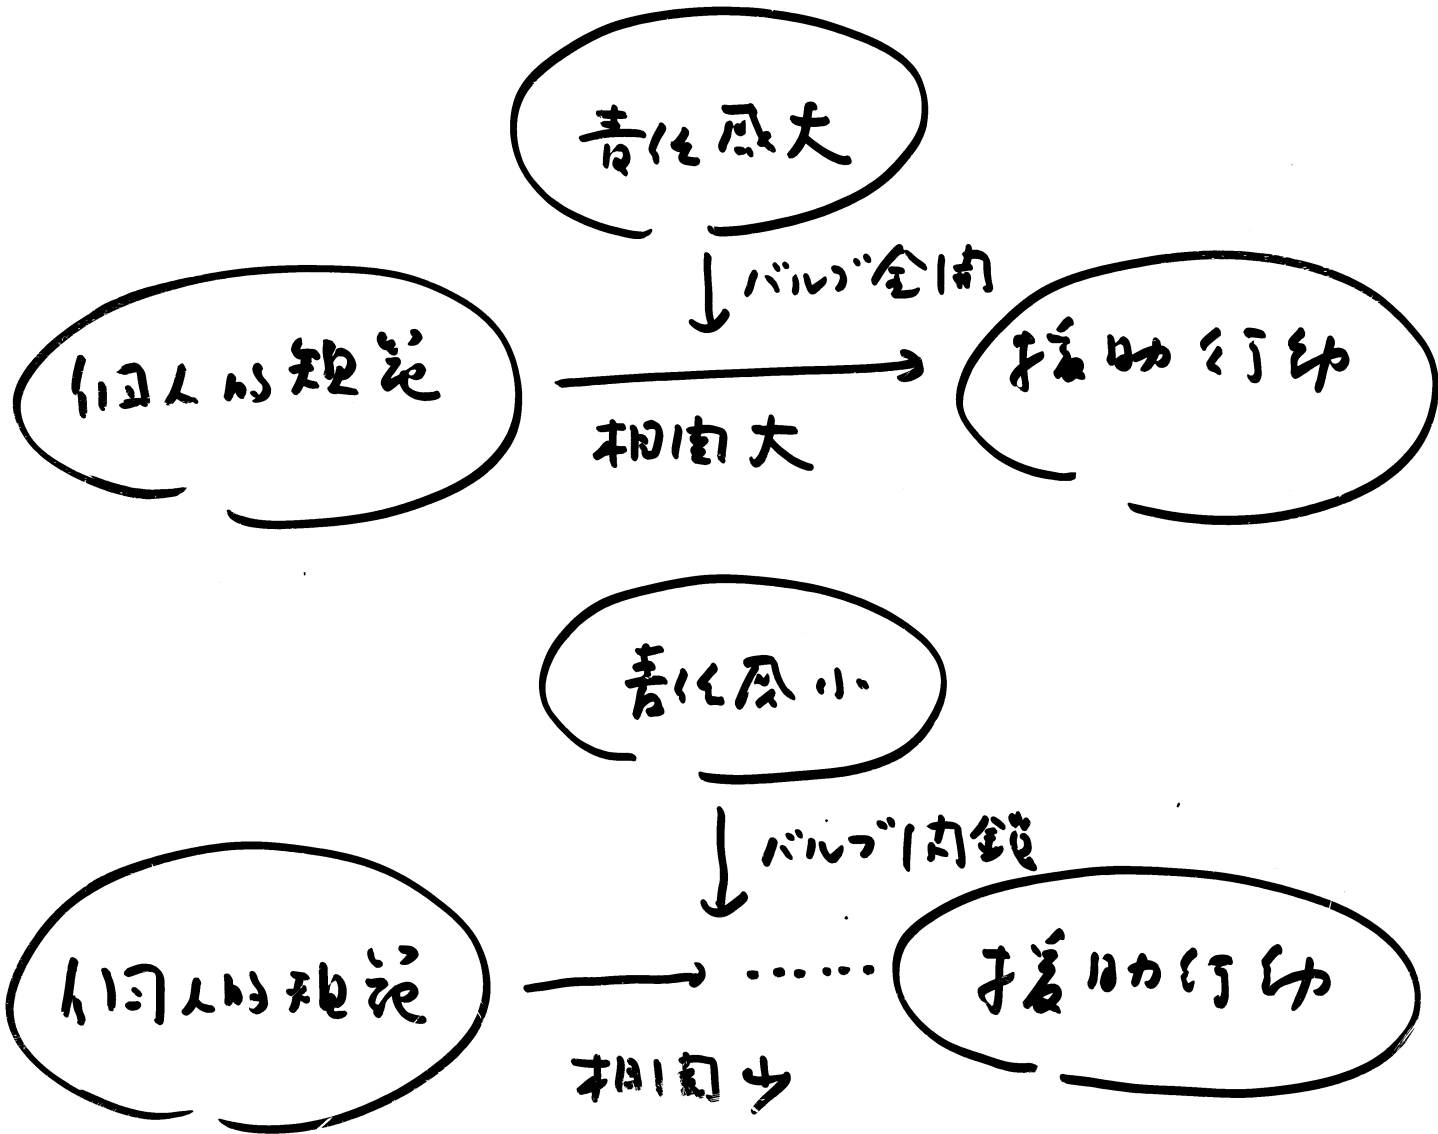 責任感大
バルブ全開
個人的規範
援助行動
相関大
責任感小
バルブ閉鎖
個人的規範
援助行動
相関少